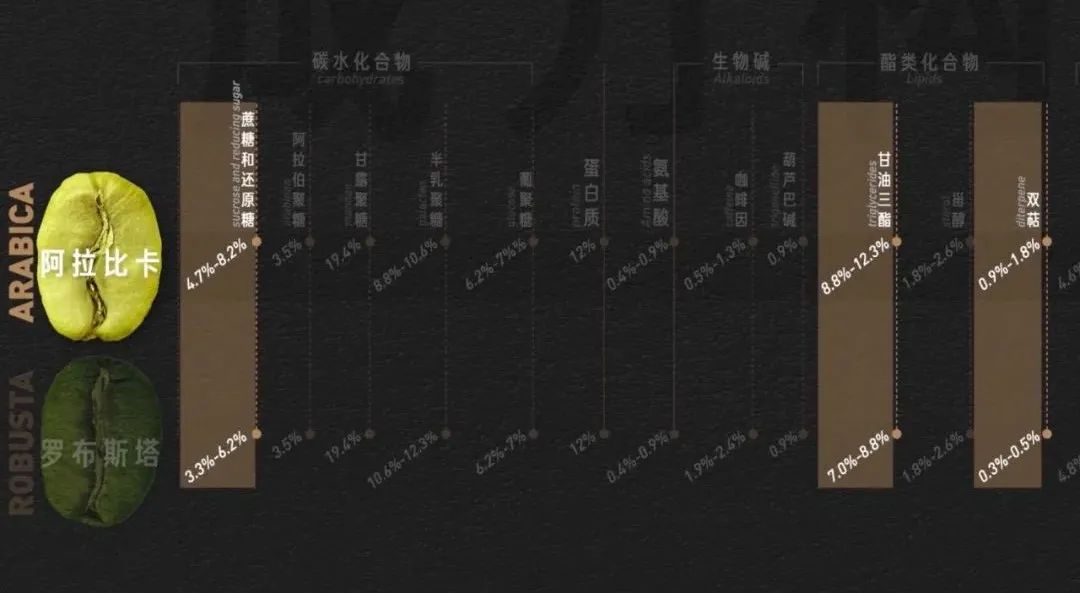 碳水化合物
carbohydrates
生物碱
Alkaloids
酯类化合物
Lipids
蔗糖和还原糖
sucrose and reducing sugar
阿拉伯聚糖
甘露聚糖
半乳聚糖
葡聚糖
蛋白质
protein
氨基酸
Amino acids
咖啡因
葫芦巴碱
甘油三酯
triglycerides
甾醇
双萜
diterpene
ARABICA
阿拉比卡
4.7%-8.2%
3.5%
19.4%
8.8%-10.6%
6.2%-7%
12%
0.4%-0.9%
0.5%-1.3%
0.9%
8.8%-12.3%
1.8%-2.6%
0.9%-1.8%
ROBUSTA
罗布斯塔
3.3%-6.2%
3.5%
19.4%
10.6%-12.3%
6.2%-7%
12%
0.4%-0.9%
1.9%-2.4%
0.9%
7.0%-8.8%
1.8%-2.6%
0.3%-0.5%